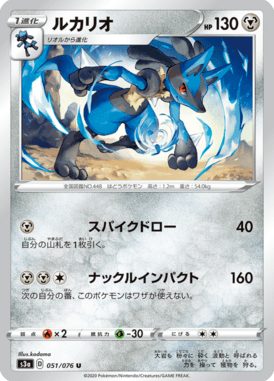 1進化 ルカリオ HP130
リオルから進化
全国図鑑NO.448 はどうポケモン 高さ:1.2m 重さ:54.0kg
スパイクドロー 40
自分の山札を1枚引く。
ナックルインパクト 160
次の自分の番、このポケモンはワザが使えない。
弱点 ×2 抵抗力 -30 にげる
Illus.kodama
s3a D 051/076 U
©2020 Pokémon/Nintendo/Creatures/GAME FREAK.